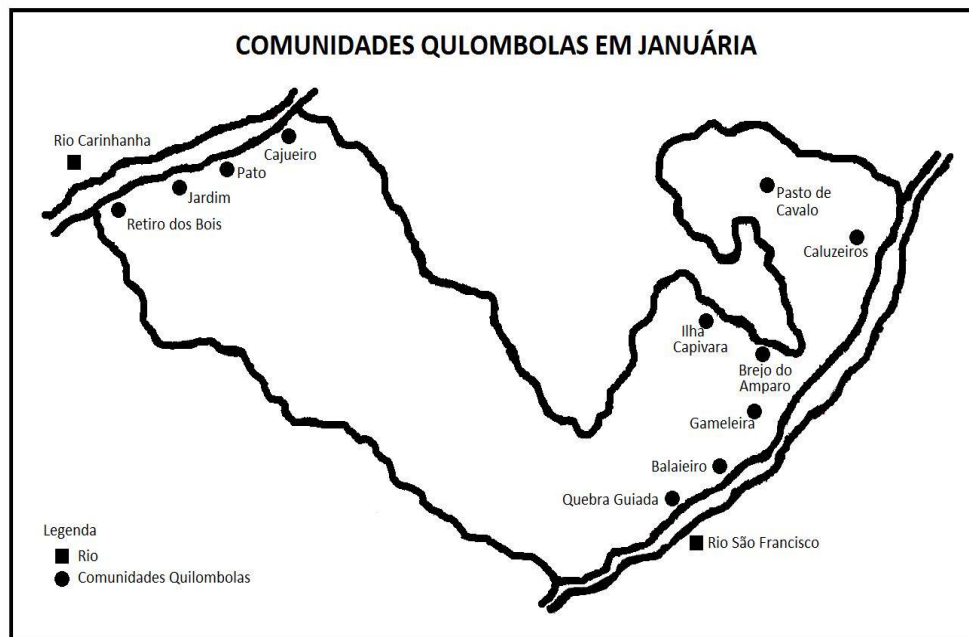 COMUNIDADES QULOMBOLAS EM JANUÁRIA
Rio Carinhanha
Cajueiro
Pato
Jardim
Retiro dos Bois
Pasto de
Cavalo
Caluzeiros
Ilha
Capivara
Brejo do
Amparo
Gameleira
Balaieiro
Quebra Guiada
Rio São Francisco
Legenda
Rio
Comunidades Quilombolas